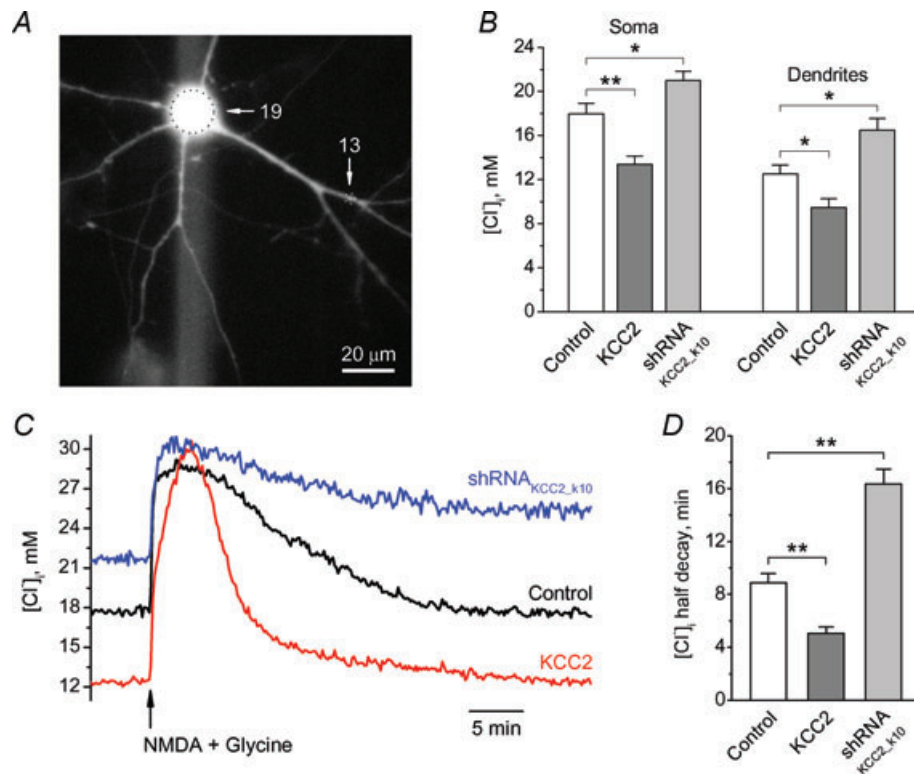 A
19
13
20 µm
B
Soma
Dendrites
**
*
*
*
[Cl⁻]i, mM
24
20
16
12
8
4
0
Control
KCC2
shRNA KCC2_k10
Control
KCC2
shRNA KCC2_k10
C
[Cl⁻]i, mM
30
27
24
21
18
15
12
shRNA KCC2_k10
Control
KCC2
5 min
NMDA + Glycine
D
**
**
[Cl⁻]i half decay, min
20
16
12
8
4
0
Control
KCC2
shRNA KCC2_k10